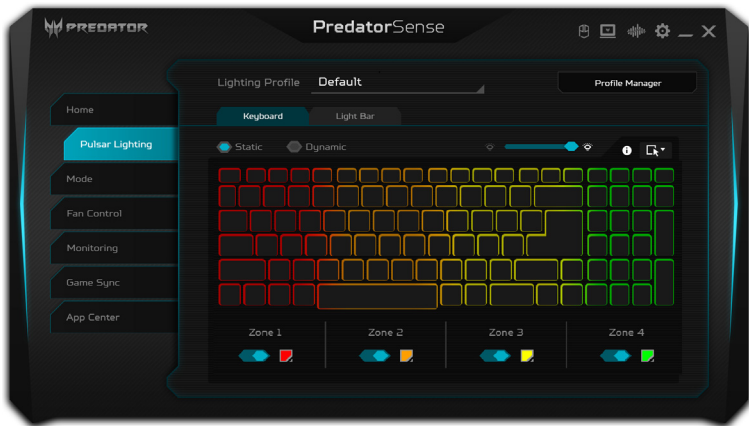 PREDATOR
PredatorSense
Lighting Profile
Default
Profile Manager
Home
Pulsar Lighting
Mode
Fan Control
Monitoring
Game Sync
App Center
Keyboard
Light Bar
Static
Dynamic
Zone 1
Zone 2
Zone 3
Zone 4